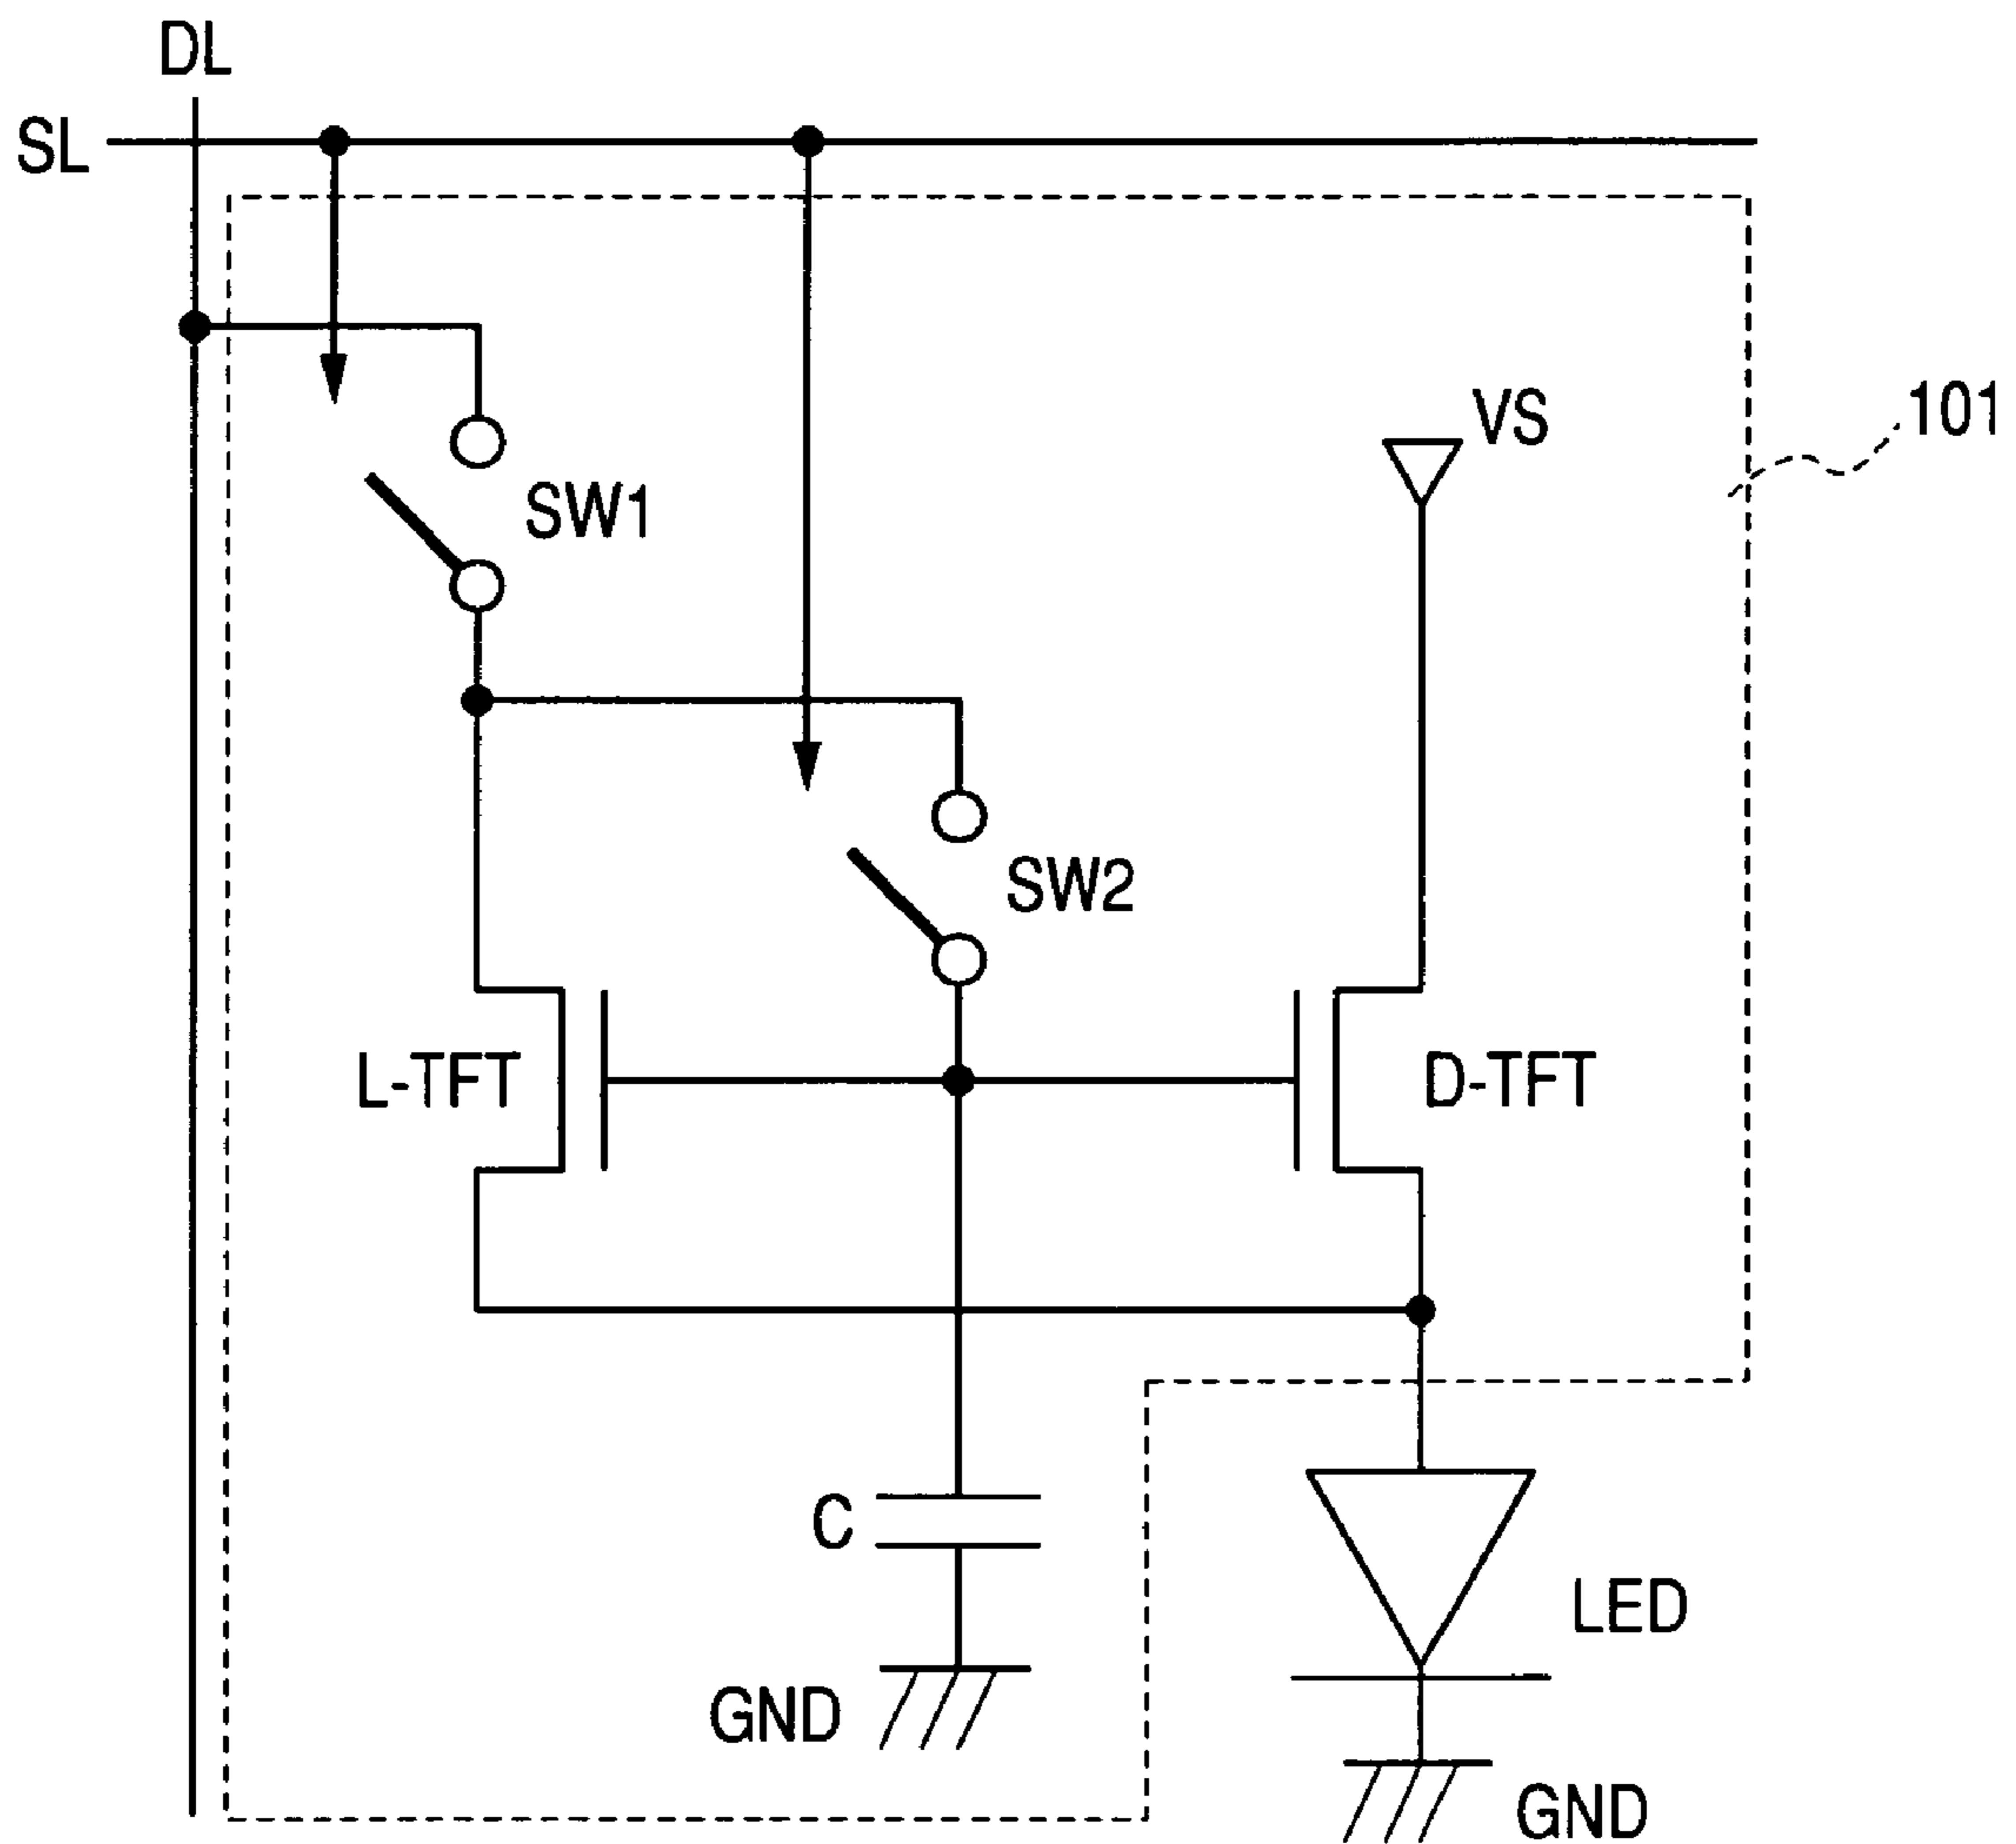 DL
SL
VS
101
SW1
SW2
L-TFT
D-TFT
C
LED
GND
GND